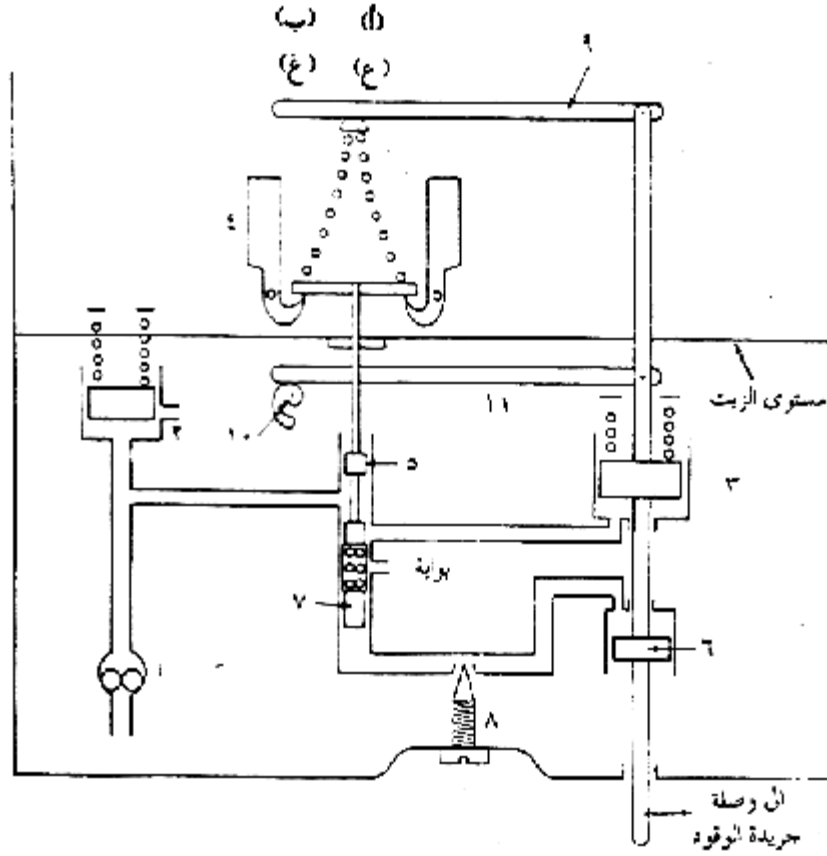 (أ) (ب)
(ع) (غ)
٩
٤
مستوى الزيت
١١
٢
١٠
٥
٣
بوابة
٧
٦
١
٨
الى وصلة
جريدة الوقود